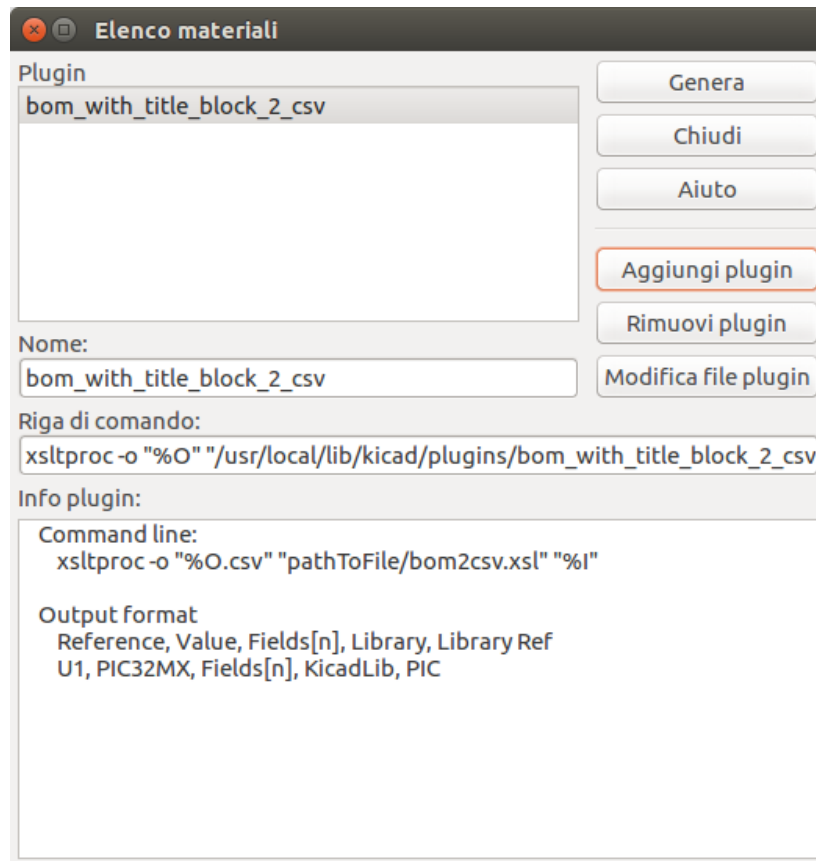 Elenco materiali
Plugin
bom_with_title_block_2_csv
Genera
Chiudi
Aiuto
Aggiungi plugin
Rimuovi plugin
Modifica file plugin
Nome:
bom_with_title_block_2_csv
Riga di comando:
xsltproc -o "%O" "/usr/local/lib/kicad/plugins/bom_with_title_block_2_csv
Info plugin:
Command line:
xsltproc -o "%O.csv" "pathToFile/bom2csv.xsl" "%I"
Output format
Reference, Value, Fields[n], Library, Library Ref
U1, PIC32MX, Fields[n], KicadLib, PIC